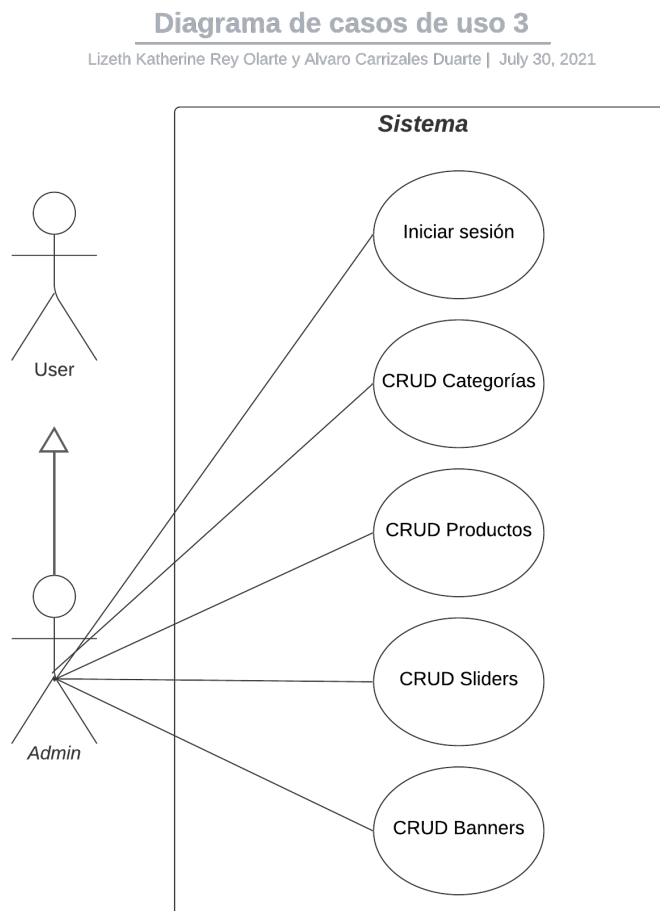 Diagrama de casos de uso 3
Lizeth Katherine Rey Olarte y Alvaro Carrizales Duarte | July 30, 2021
Sistema
Iniciar sesión
User
CRUD Categorías
CRUD Productos
CRUD Sliders
Admin
CRUD Banners